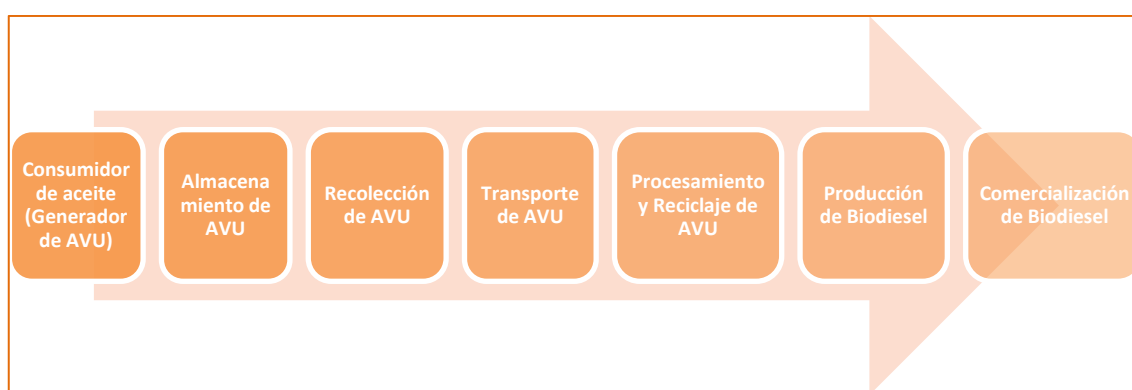 Consumidor
de aceite
(Generador
de AVU)
Almacena
miento de
AVU
Recolección
de AVU
Transporte
de AVU
Procesamiento
y Reciclaje de
AVU
Producción
de Biodiesel
Comercialización
de Biodiesel